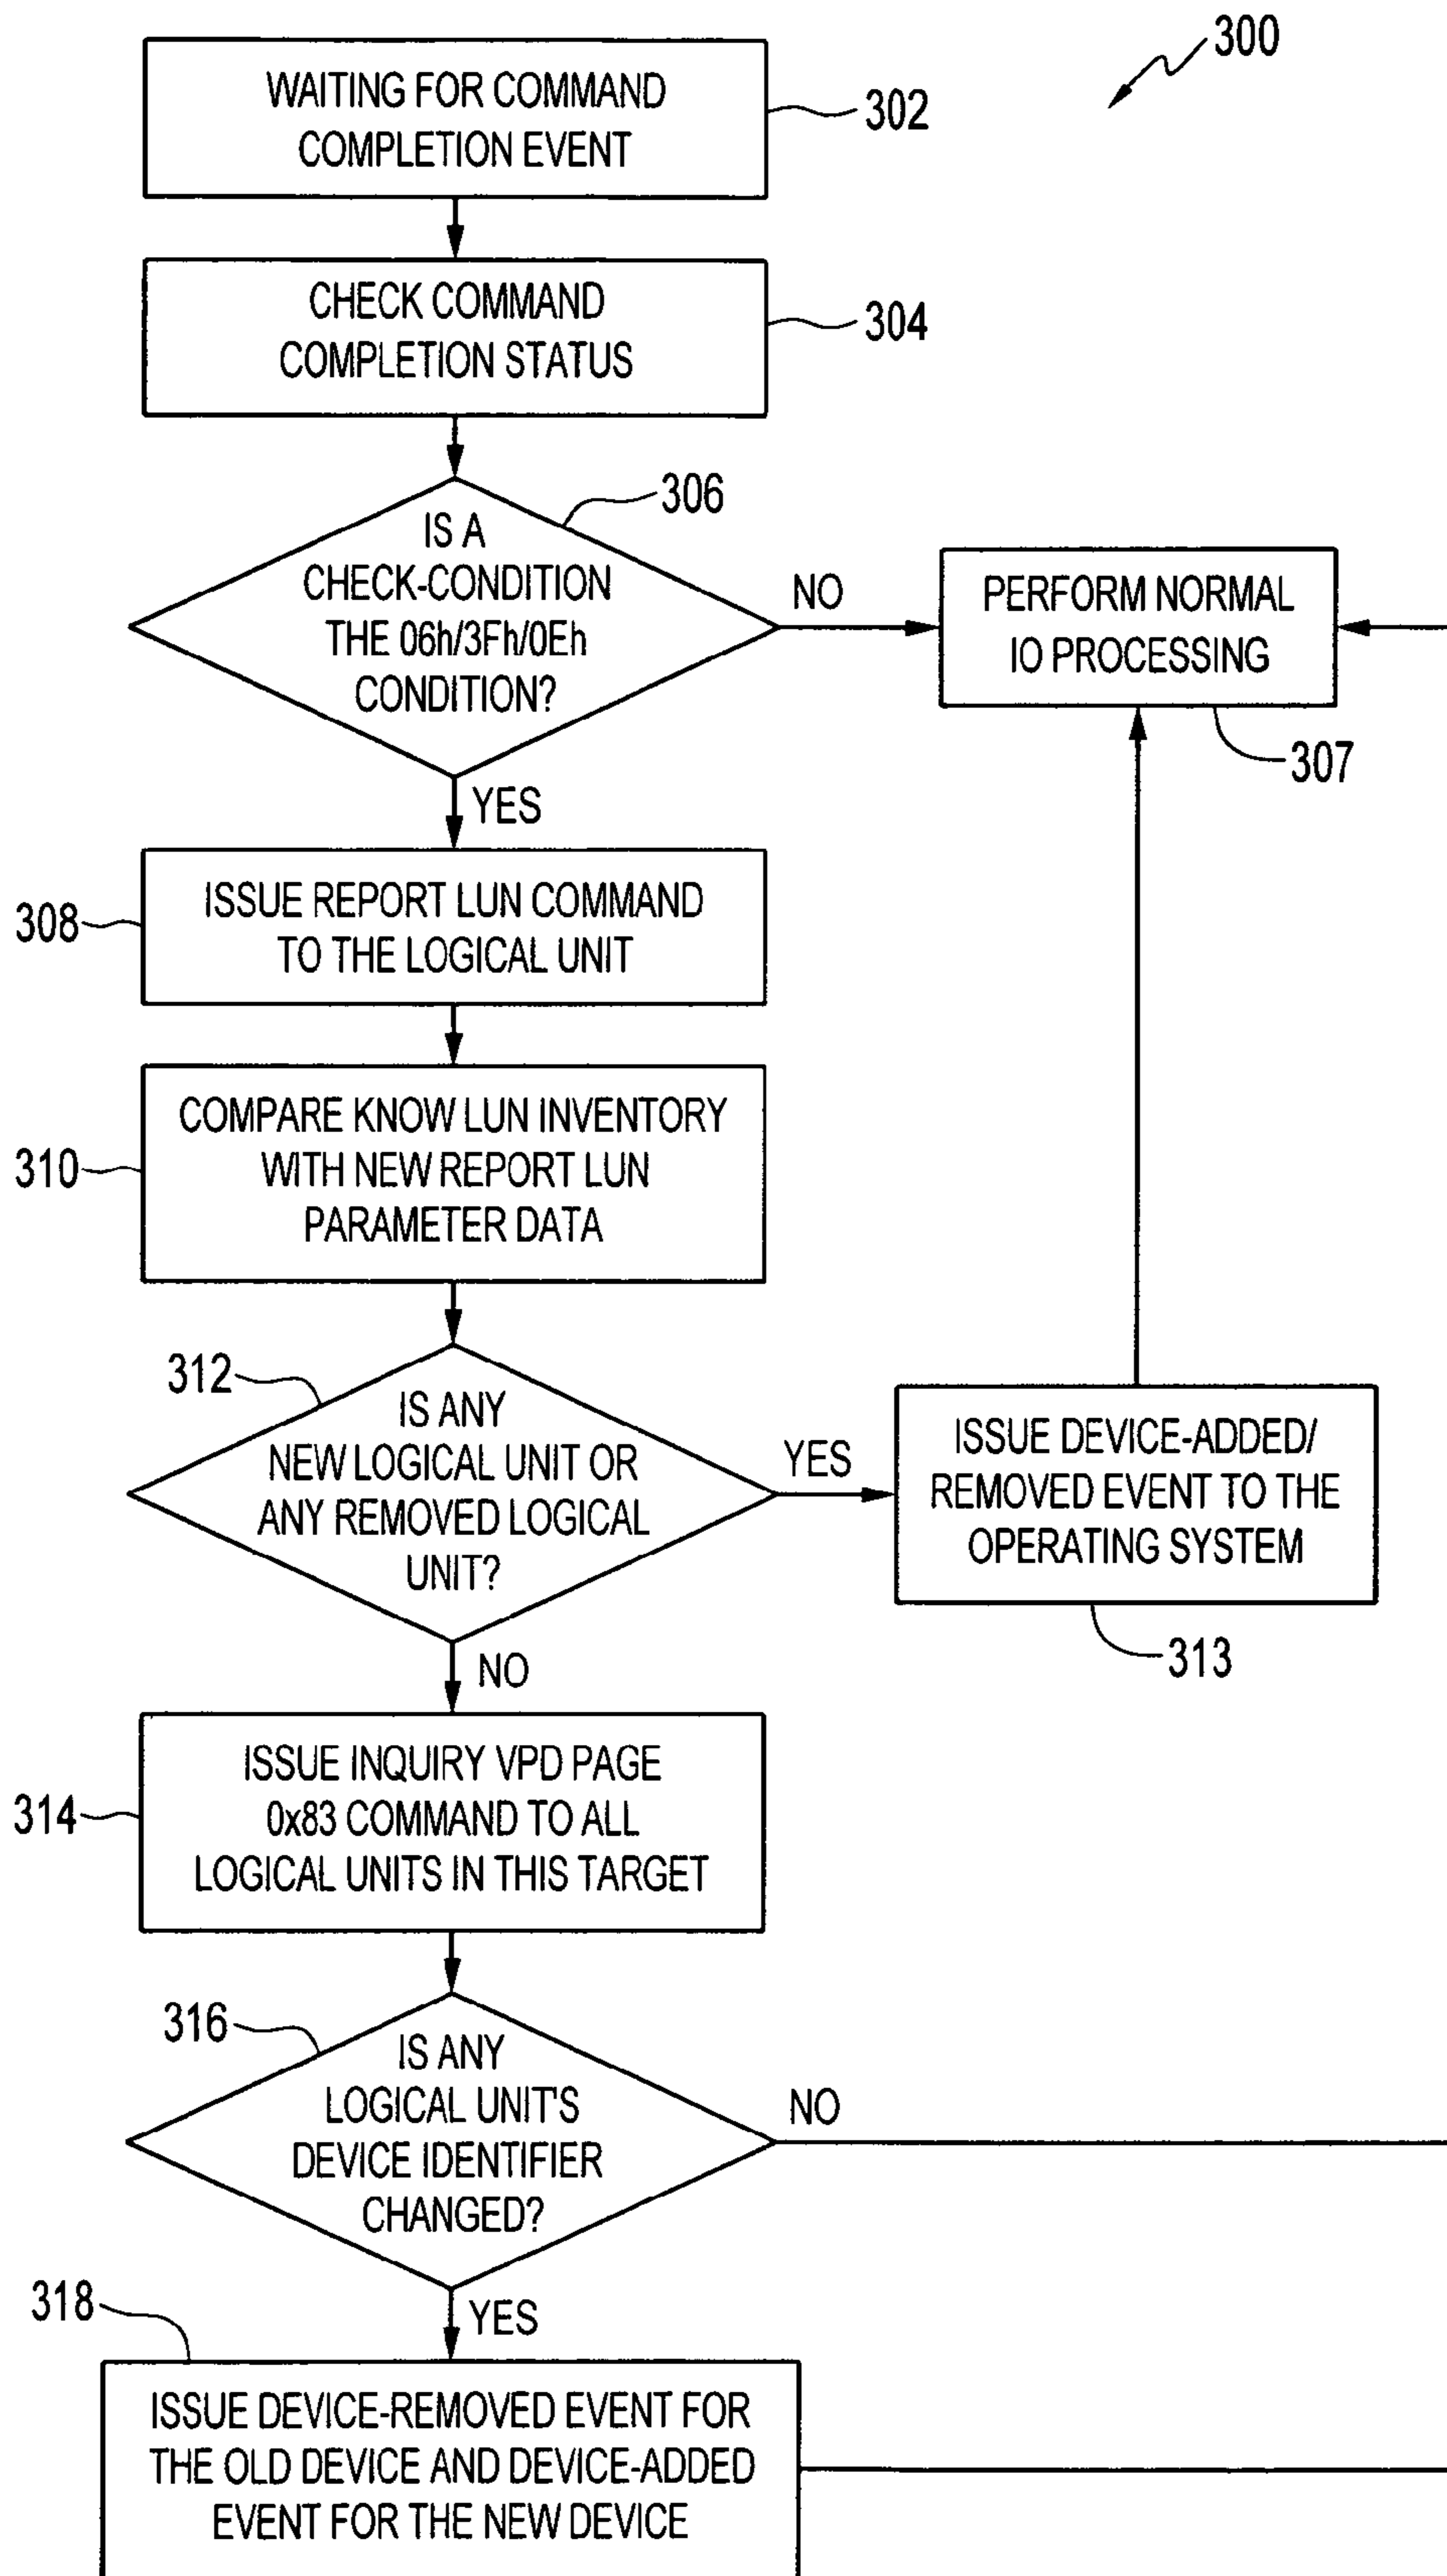 300
WAITING FOR COMMAND
COMPLETION EVENT
302
CHECK COMMAND
COMPLETION STATUS
304
306
IS A
CHECK-CONDITION
THE 06h/3Fh/0Eh
CONDITION?
NO
PERFORM NORMAL
IO PROCESSING
307
YES
308
ISSUE REPORT LUN COMMAND
TO THE LOGICAL UNIT
310
COMPARE KNOW LUN INVENTORY
WITH NEW REPORT LUN
PARAMETER DATA
312
IS ANY
NEW LOGICAL UNIT OR
ANY REMOVED LOGICAL
UNIT?
YES
ISSUE DEVICE-ADDED/
REMOVED EVENT TO THE
OPERATING SYSTEM
313
NO
314
ISSUE INQUIRY VPD PAGE
0x83 COMMAND TO ALL
LOGICAL UNITS IN THIS TARGET
316
IS ANY
LOGICAL UNIT'S
DEVICE IDENTIFIER
CHANGED?
NO
YES
318
ISSUE DEVICE-REMOVED EVENT FOR
THE OLD DEVICE AND DEVICE-ADDED
EVENT FOR THE NEW DEVICE